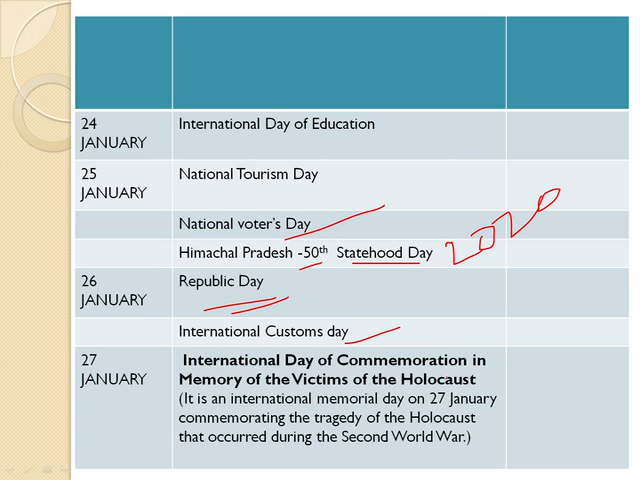 24 International Day of Education
JANUARY
25 National Tourism Day
JANUARY
National voter's Day
Himachal Pradesh -50th Statehood Day 2020
26 Republic Day
JANUARY
International Customs day
27 International Day of Commemoration in
JANUARY Memory of the Victims of the Holocaust
(It is an international memorial day on 27 January
commemorating the tragedy of the Holocaust
that occurred during the Second World War.)